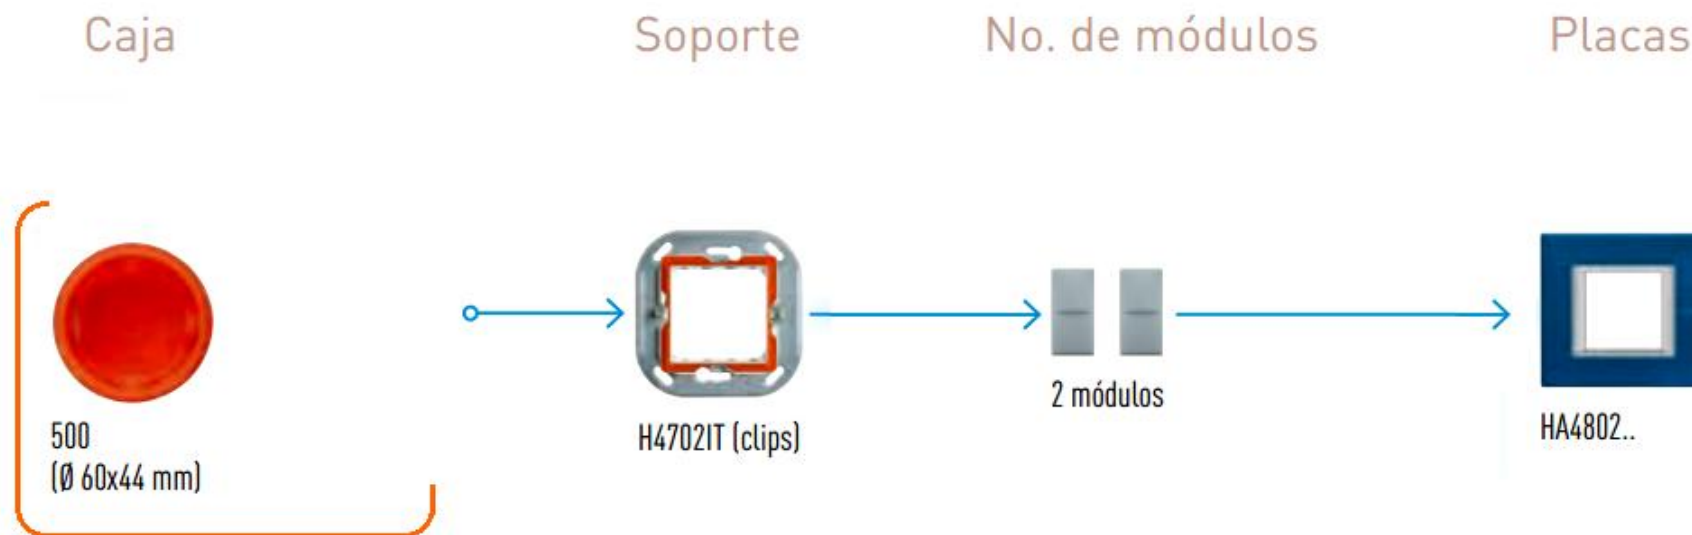 Caja
Soporte
No. de módulos
Placas
500
(Ø 60x44 mm)
H4702IT (clips)
2 módulos
HA4802..